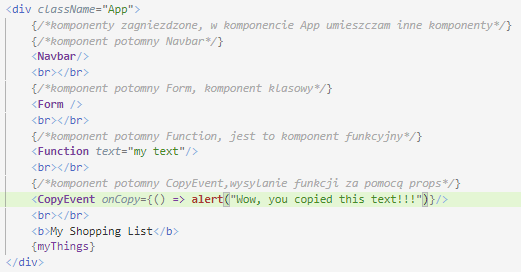 <div className="App">
{/*komponenty zagniezdzone, w komponencie App umieszczam inne komponenty*/}
{/*komponent potomny Navbar*/}
<Navbar/>
<br></br>
{/*komponent potomny Form, komponent klasowy*/}
<Form />
<br></br>
{/*komponent potomny Function, jest to komponent funkcyjny*/}
<Function text="my text"/>
<br></br>
{/*komponent potomny CopyEvent,wysylanie funkcji za pomocą props*/}
<CopyEvent onCopy={() => alert("Wow, you copied this text!!!")}/>
<br></br>
<b>My Shopping List</b>
{myThings}
</div>